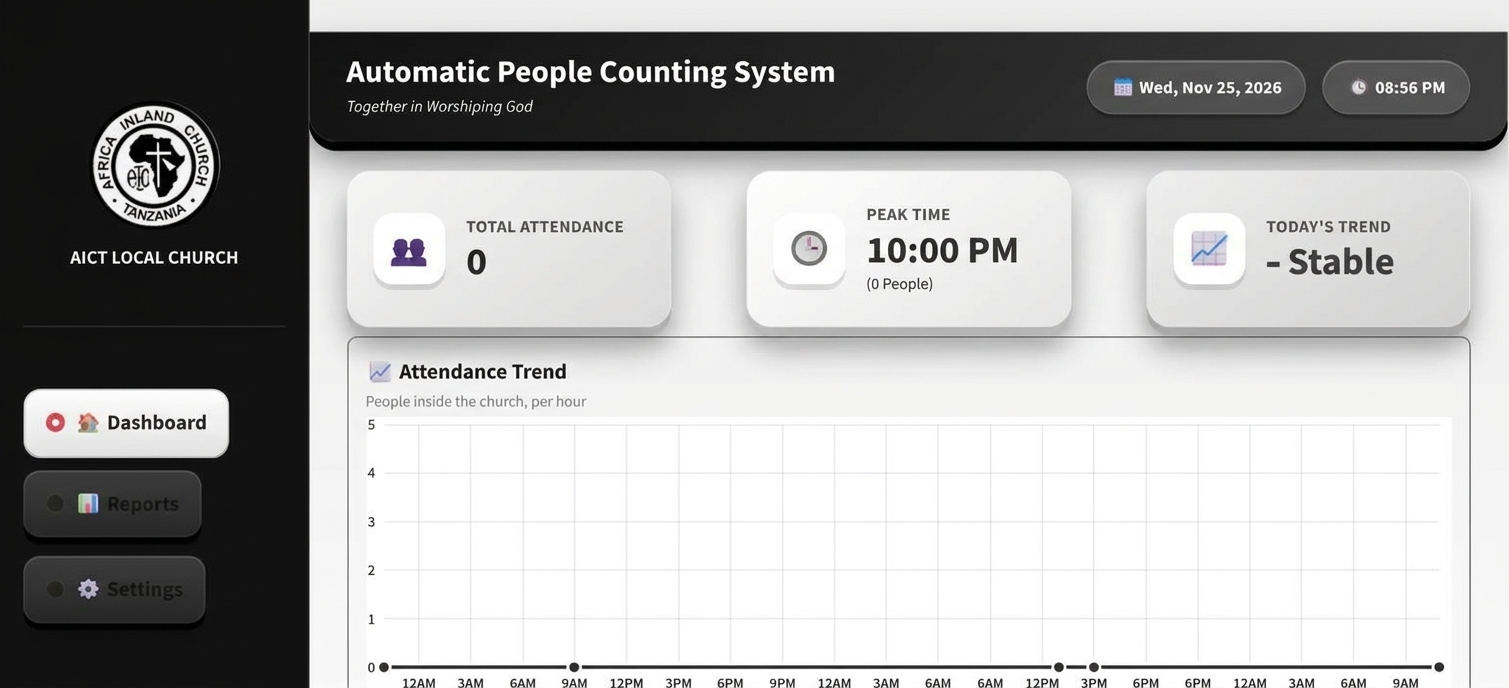 AFRICA INLAND CHURCH
eic
TANZANIA
AICT LOCAL CHURCH
Dashboard
Reports
Settings
Automatic People Counting System
Together in Worshiping God
Wed, Nov 25, 2026
08:56 PM
TOTAL ATTENDANCE
0
PEAK TIME
10:00 PM
(0 People)
TODAY'S TREND
- Stable
Attendance Trend
People inside the church, per hour
5
4
3
2
1
0
12AM 3AM 6AM 9AM 12PM 3PM 6PM 9PM 12AM 3AM 6AM 6AM 12PM 3PM 6PM 6PM 12AM 3AM 6AM 9AM